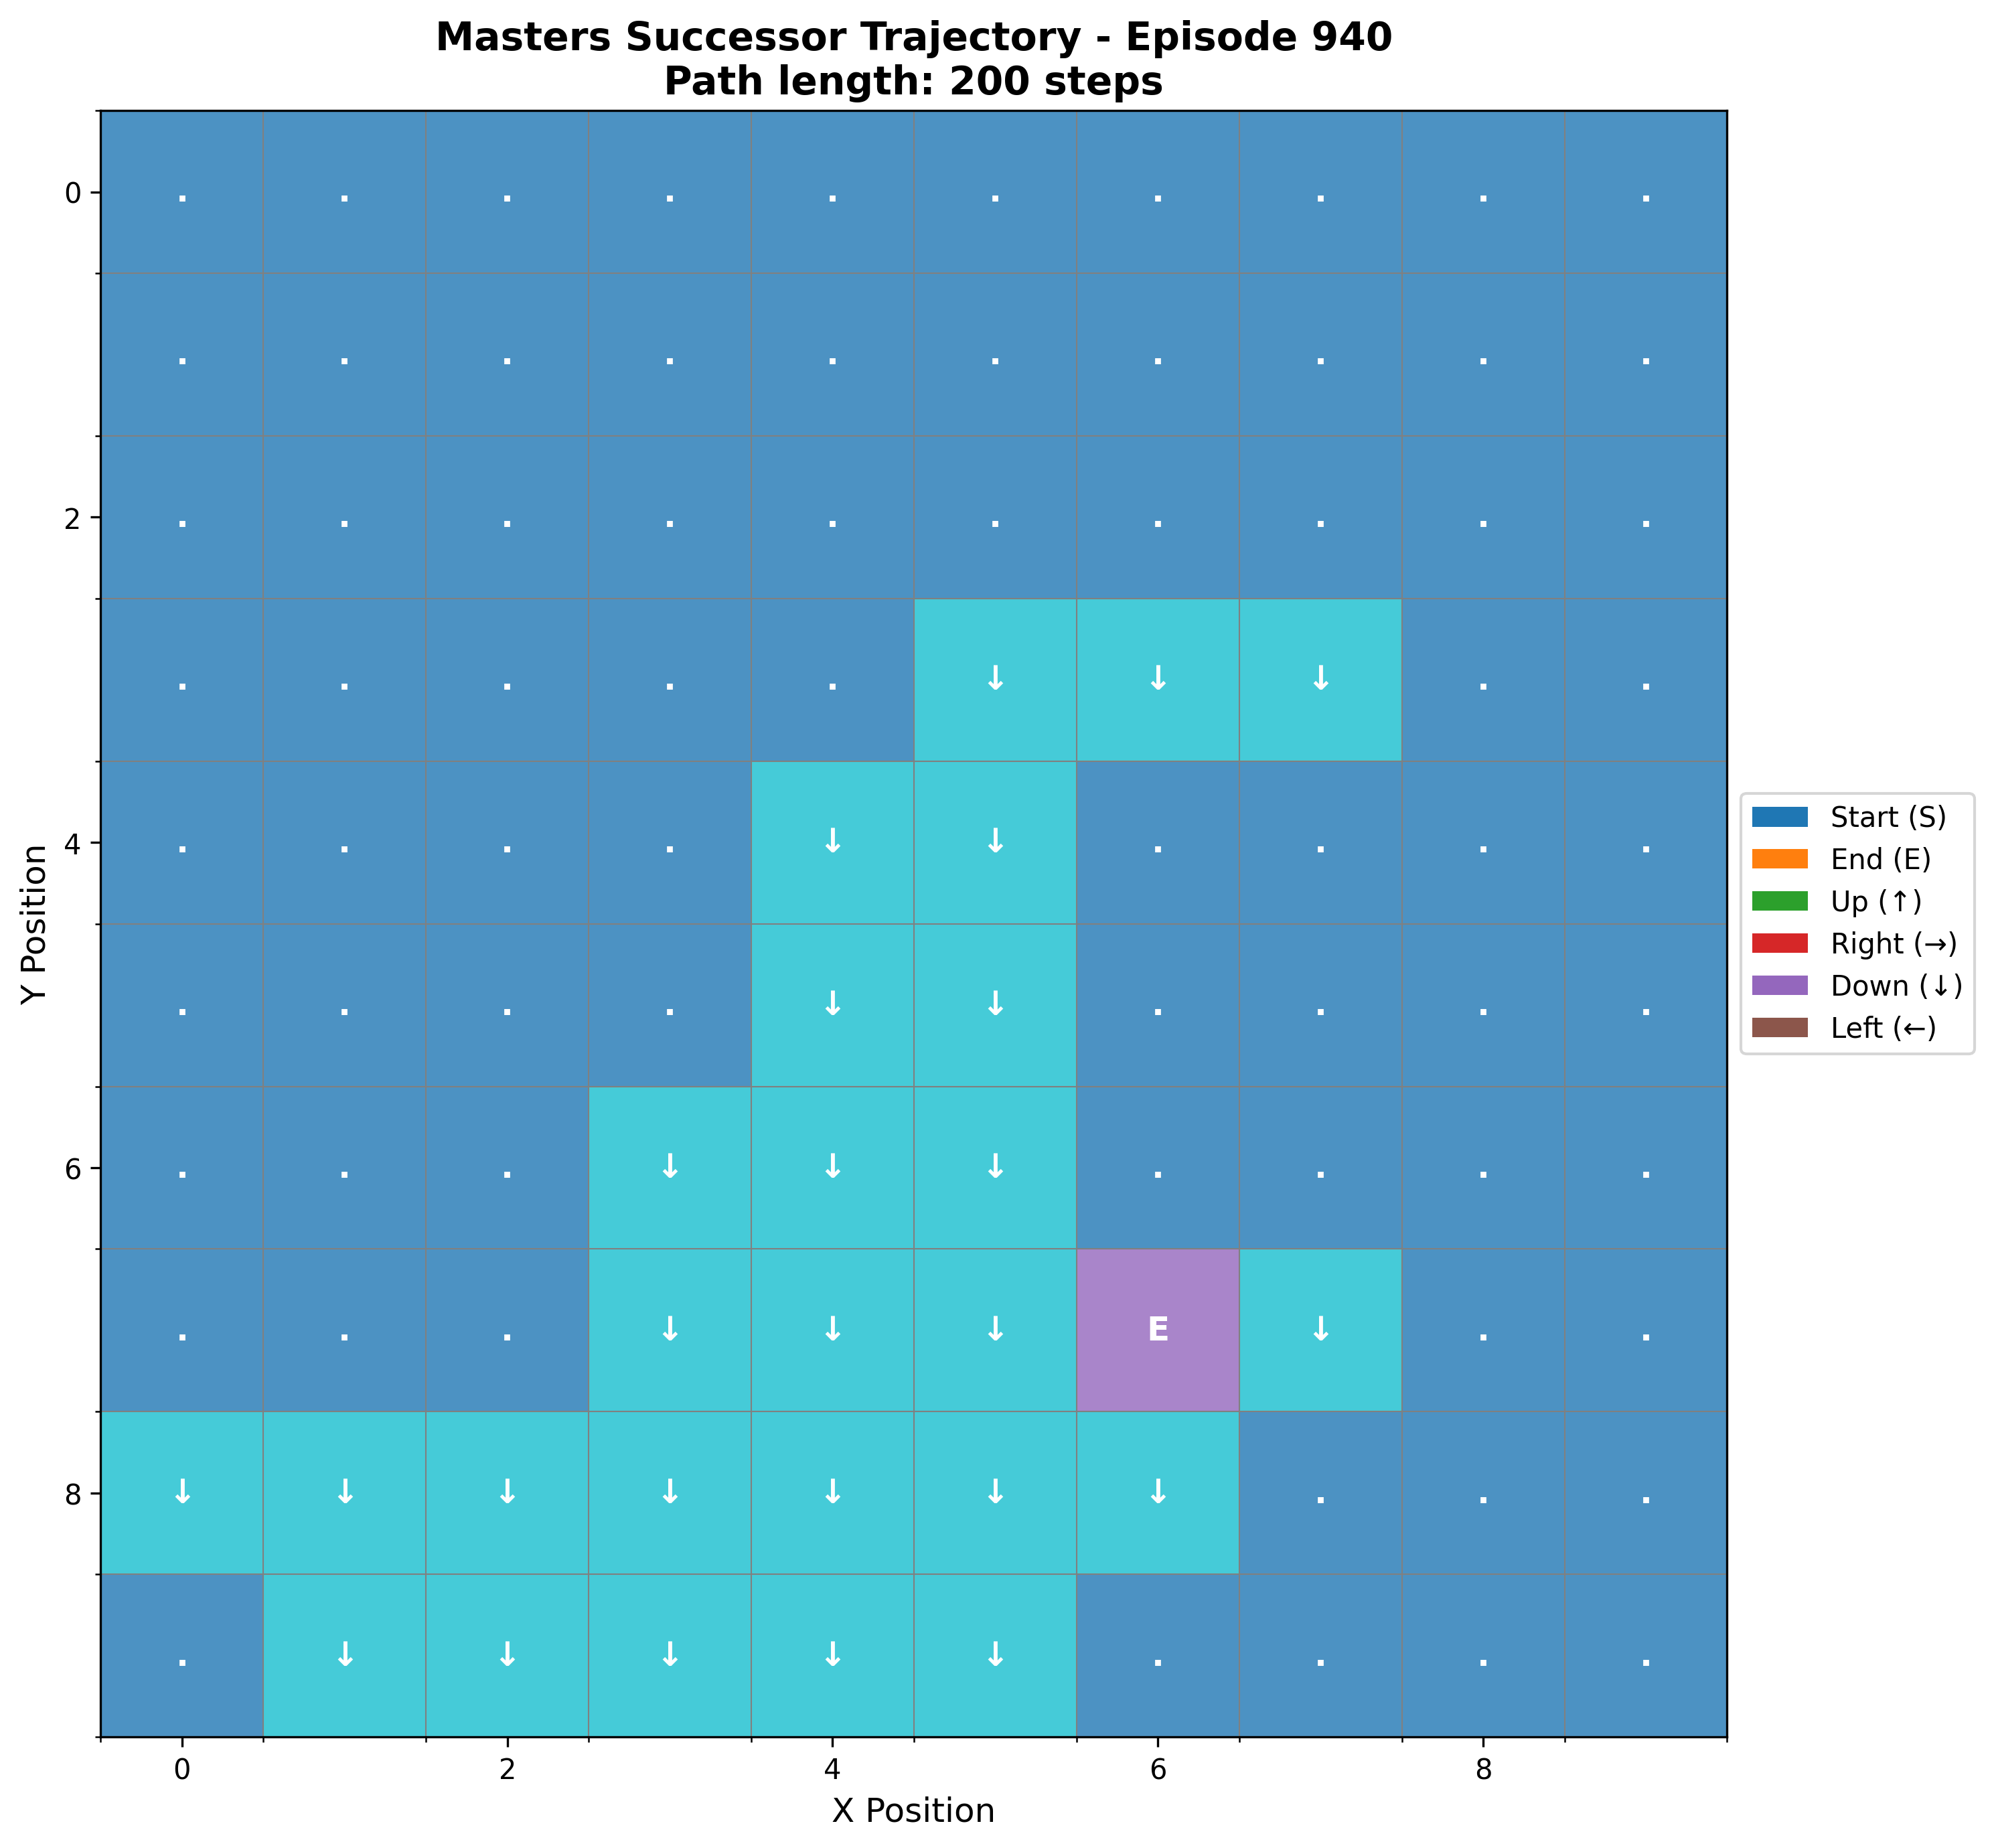 Masters Successor Trajectory - Episode 940
Path length: 200 steps
0 . . . . . . . . . .
. . . . . . . . . .
2 . . . . . . . . . .
. . . . . ↓ ↓ ↓ . .
4 . . . . ↓ ↓ . . . .
. . . . ↓ ↓ . . . .
6 . . . ↓ ↓ ↓ . . . .
. . . ↓ ↓ ↓ E ↓ . .
8 ↓ ↓ ↓ ↓ ↓ ↓ ↓ . . .
. ↓ ↓ ↓ ↓ ↓ . . . .
0 2 4 6 8
X Position
Y Position
Start (S)
End (E)
Up (↑)
Right (→)
Down (↓)
Left (←)